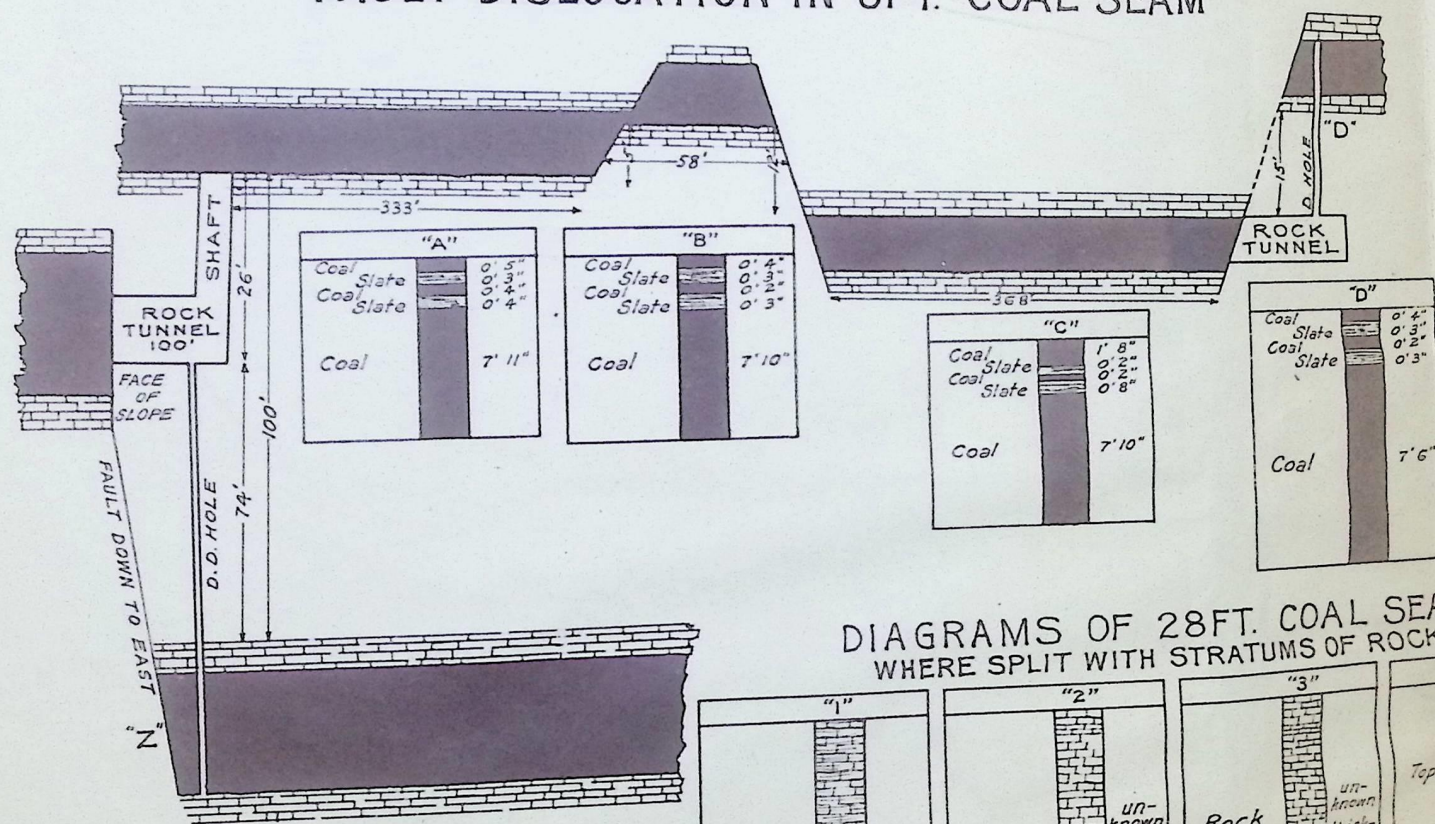 DISLOCATION IN 8FT. COAL SEAM
"D"
15'
D. HOLE
ROCK
TUNNEL
5'
58'
12'
333'
368'
SHAFT
26'
ROCK
TUNNEL
100'
FACE
OF
SLOPE
100'
74'
D.D. HOLE
FAULT DOWN TO EAST
"Z"
"A"
Coal 0' 5"
Slate 0' 3"
Coal 0' 4"
Slate 0' 4"
Coal 7' 11"
"B"
Coal 0' 4"
Slate 0' 3"
Coal 0' 2"
Slate 0' 3"
Coal 7' 10"
"C"
Coal 1' 8"
Slate 0' 2"
Coal 0' 2"
Slate 0' 8"
Coal 7' 10"
"D"
Coal 0' 4"
Slate 0' 3"
Coal 0' 2"
Slate 0' 3"
Coal 7' 6"
DIAGRAMS OF 28FT. COAL SEA
WHERE SPLIT WITH STRATUMS OF ROCK
"1"
"2"
un-
known
"3"
Rock
un-
known
Top